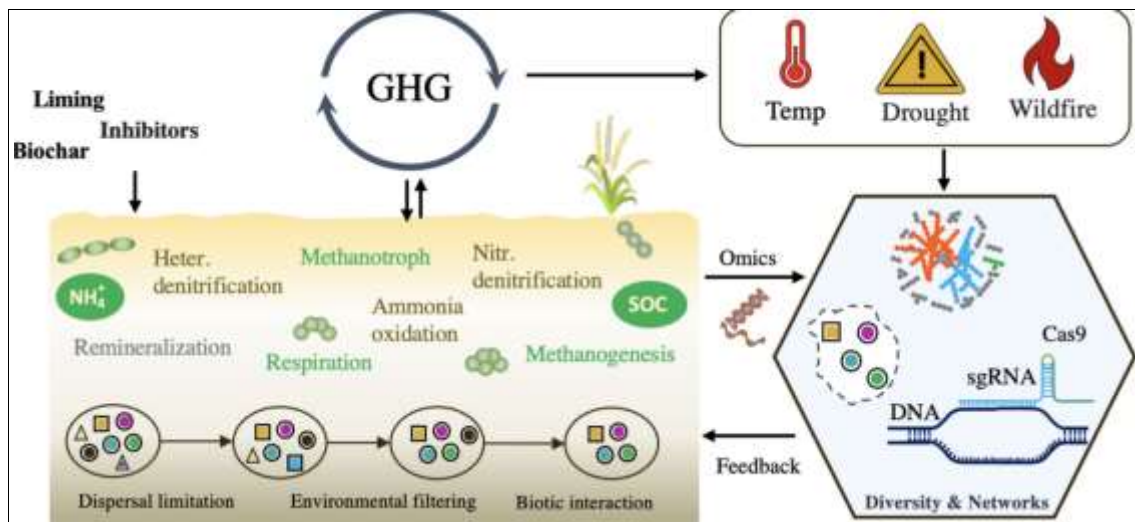 GHG
Temp
Drought
Wildfire
Liming
Inhibitors
Biochar
Heter.
denitrification
Methanotroph
Nitr.
denitrification
NH₄⁺
SOC
Ammonia
oxidation
Remineralization
Respiration
Methanogenesis
Dispersal limitation
Environmental filtering
Biotic interaction
Omics
Feedback
Cas9
sgRNA
DNA
Diversity & Networks